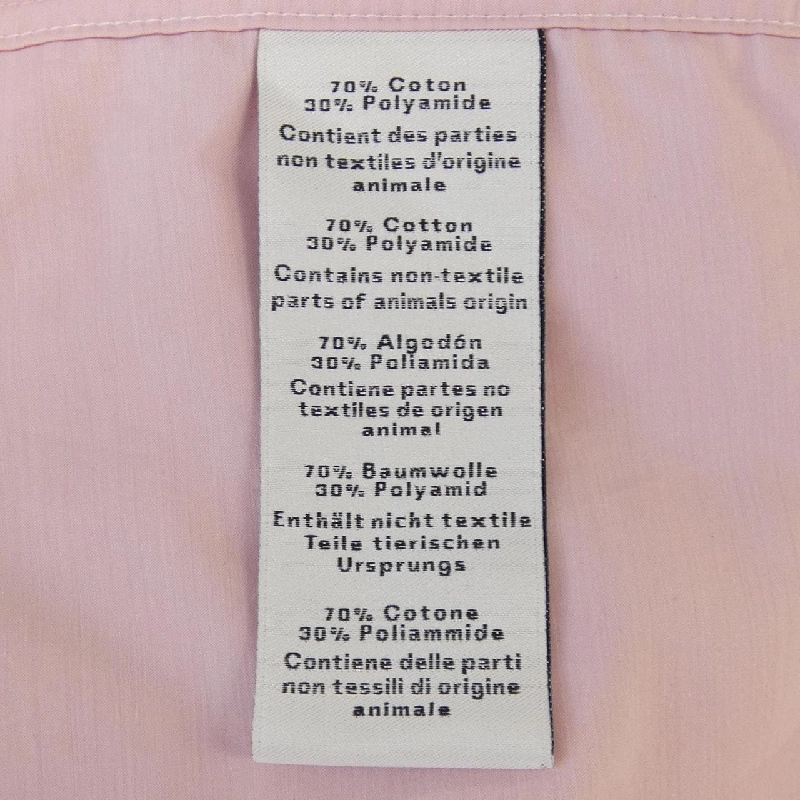 70% Coton
30% Polyamide
Contient des parties
non textiles d'origine
animale
70% Cotton
30% Polyamide
Contains non-textile
parts of animals origin
70% Algodón
30% Poliamida
Contiene partes no
textiles de origen
animal
70% Baumwolle
30% Polyamid
Enthält nicht textile
Teile tierischen
Ursprungs
70% Cotone
30% Poliammide
Contiene delle parti
non tessili di origine
animale